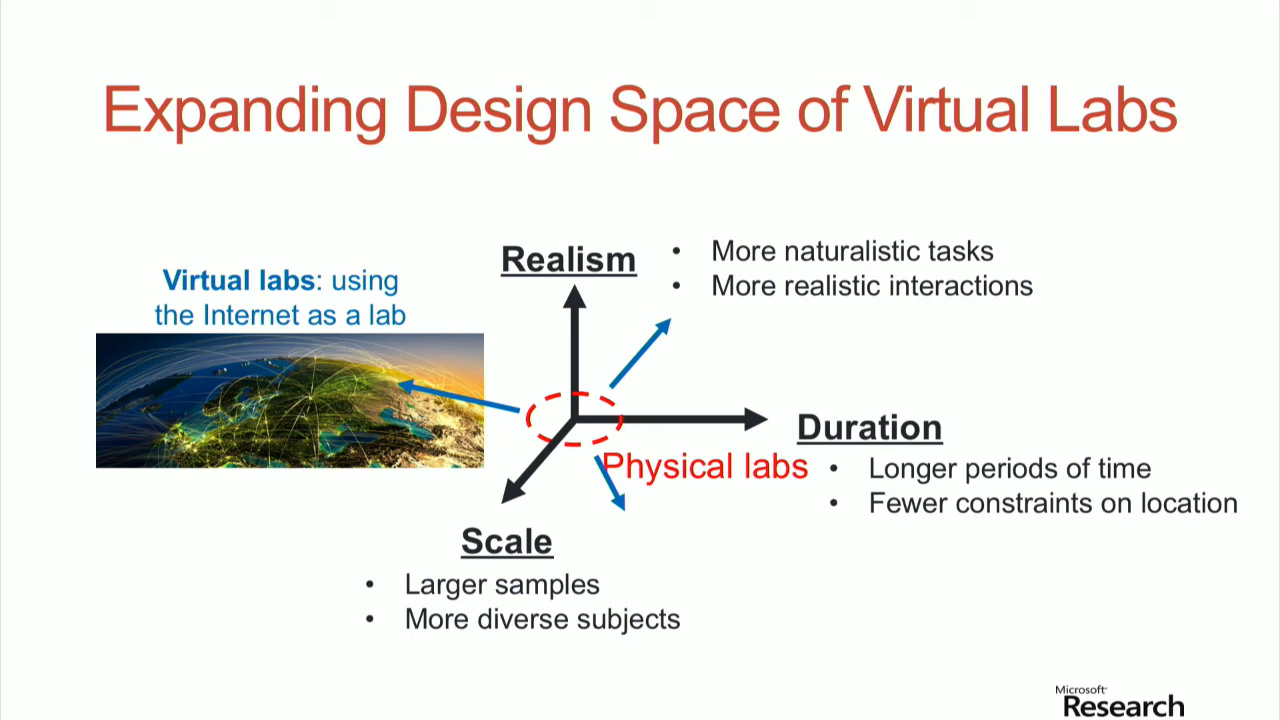 Expanding Design Space of Virtual Labs
Virtual labs: using
the Internet as a lab
Realism
• More naturalistic tasks
• More realistic interactions
Duration
• Longer periods of time
• Fewer constraints on location
Physical labs
Scale
• Larger samples
• More diverse subjects
Microsoft
Research